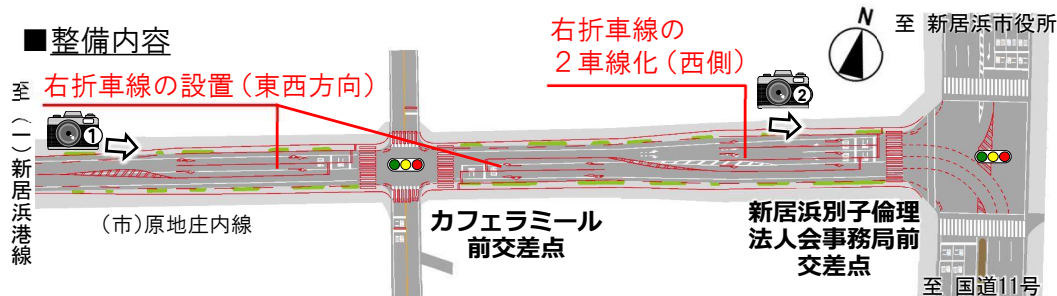 ■整備内容
右折車線の設置（東西方向）
右折車線の
２車線化（西側）
N
至 新居浜市役所
至（一）新居浜港線
①
②
（市）原地庄内線
カフェラミール
前交差点
新居浜別子倫理
法人会事務局前
交差点
至 国道11号